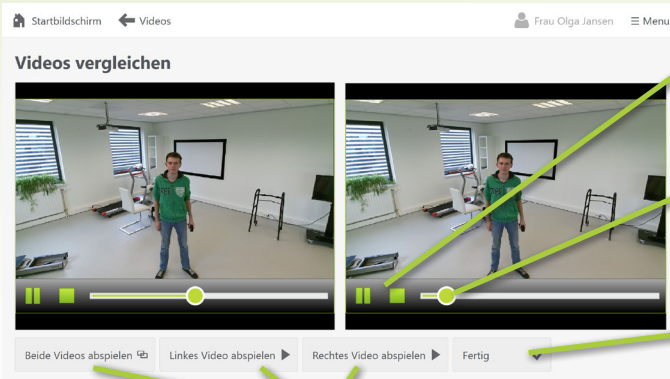 Startbildschirm Videos Frau Olga Jansen Menu
Videos vergleichen
Beide Videos abspielen Linkes Video abspielen Rechtes Video abspielen Fertig